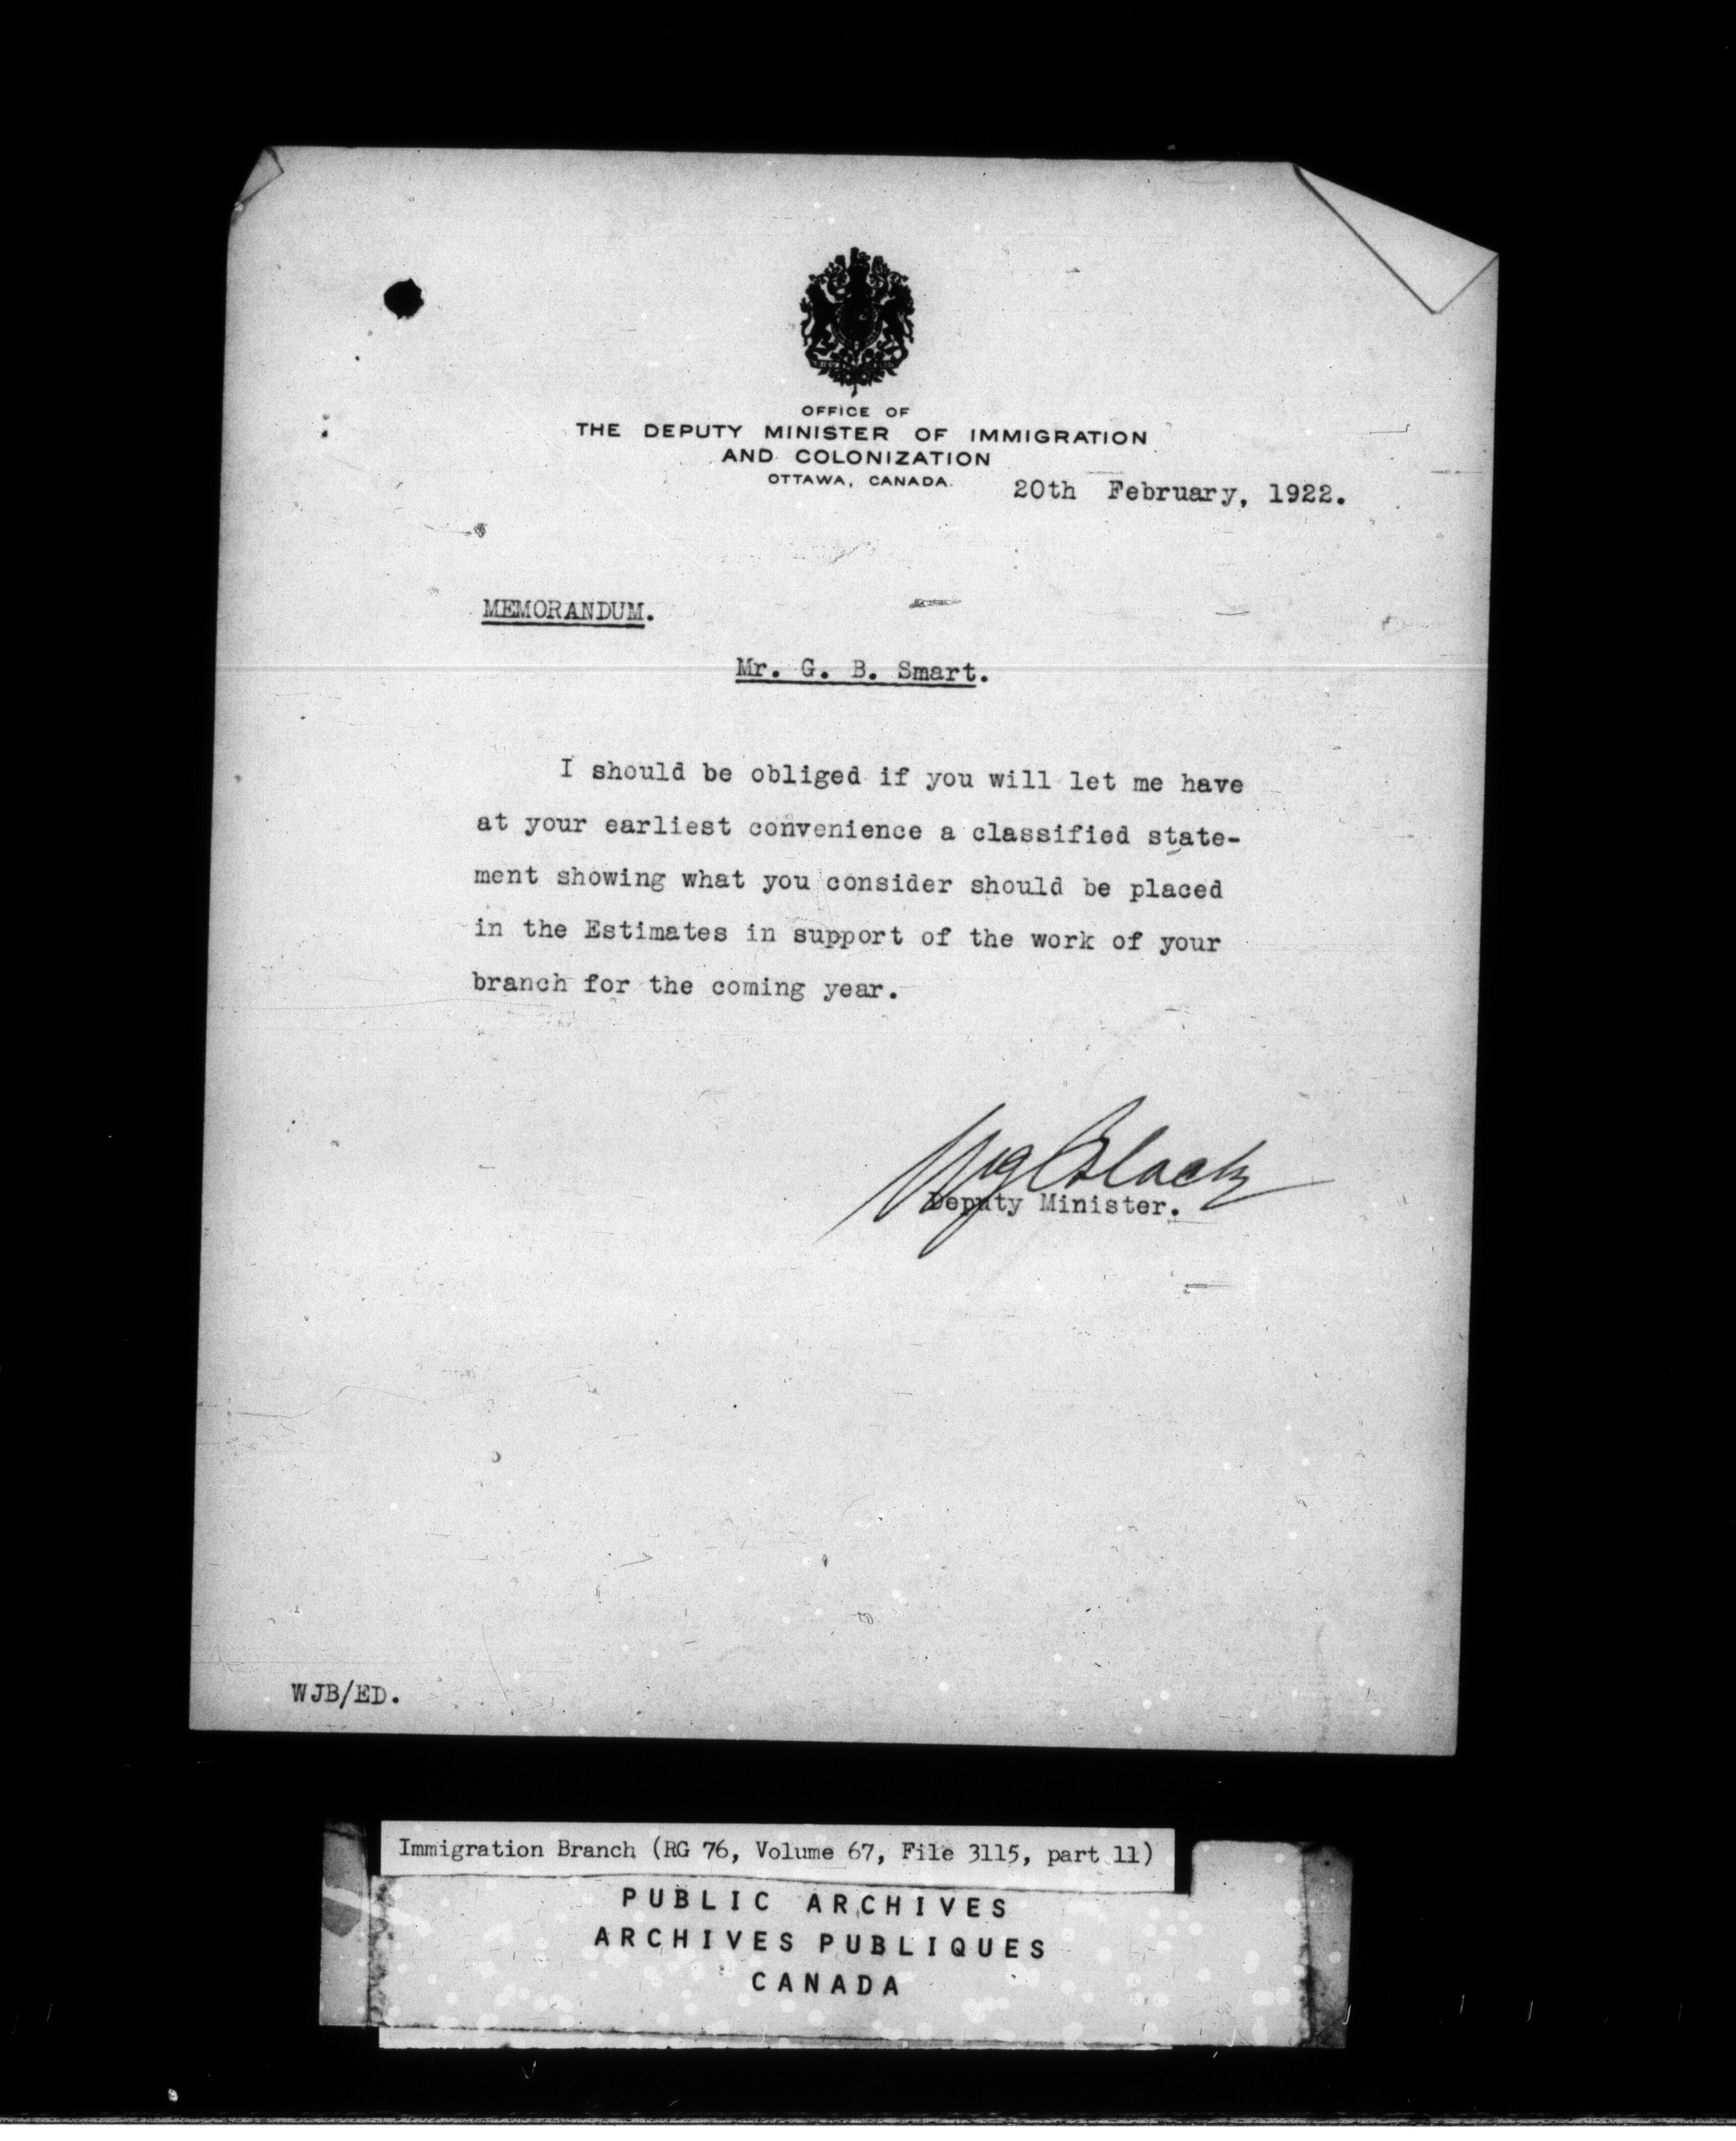 OFFICE OF
THE DEPUTY MINISTER OF IMMIGRATION
AND COLONIZATION
OTTAWA, CANADA.
20th February, 1922.
MEMORANDUM.
Mr. G. B. Smart.
I should be obliged if you will let me have
at your earliest convenience a classified state-
ment showing what you consider should be placed
in the Estimates in support of the work of your
branch for the coming year.
WJBlack
Deputy Minister.
WJB/ED.
Immigration Branch (RG 76, Volume 67, File 3115, part 11)
PUBLIC ARCHIVES
ARCHIVES PUBLIQUES
CANADA